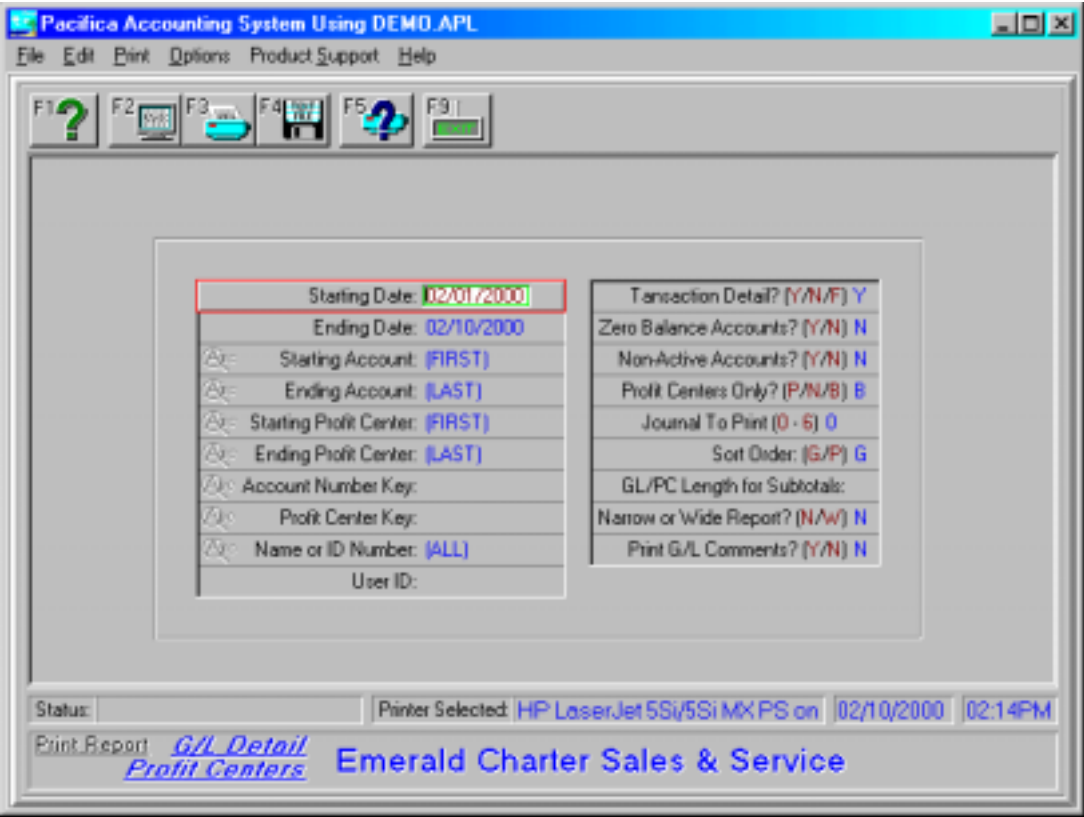 Pacifica Accounting System Using DEMO.APL
File Edit Print Options Product Support Help
F1 F2 F3 F4 F5 F9
Starting Date: 02/01/2000
Ending Date: 02/10/2000
Starting Account: (FIRST)
Ending Account: (LAST)
Starting Profit Center: (FIRST)
Ending Profit Center: (LAST)
Account Number Key:
Profit Center Key:
Name or ID Number: (ALL)
User ID:
Tansaction Detail? (Y/N/F) Y
Zero Balance Accounts? (Y/N) N
Non-Active Accounts? (Y/N) N
Profit Centers Only? (P/N/B) B
Journal To Print (0 - 6) 0
Sort Order: (G/P) G
GL/PC Length for Subtotals:
Narrow or Wide Report? (N/W) N
Print G/L Comments? (Y/N) N
Status: Printer Selected: HP LaserJet 5Si/5Si MX PS on 02/10/2000 02:14PM
Print Report G/L Detail
Profit Centers
Emerald Charter Sales & Service